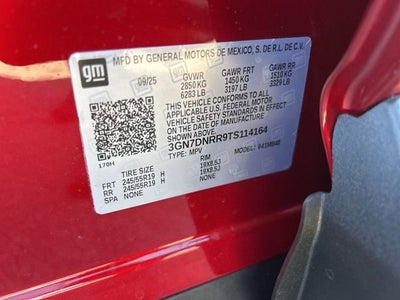 gm
MFD BY GENERAL MOTORS DE MEXICO, S. DE R.L. DE C.V.
09/25 GVWR GAWR FRT GAWR RR
2850 KG 1450 KG 1510 KG
6283 LB 3197 LB 3329 LB
THIS VEHICLE CONFORMS TO ALL
APPLICABLE U.S. FEDERAL MOTOR
VEHICLE SAFETY STANDARDS IN EFFECT
ON THE DATE OF MANUFACTURE
SHOWN ABOVE.
3GN7DNRR9TS114164
TYPE: MPV MODEL:
170H
TIRE SIZE RIM
FRT 245/55R19 H 19X8.5J
RR 245/55R19 H 19X8.5J
SPA NONE NONE